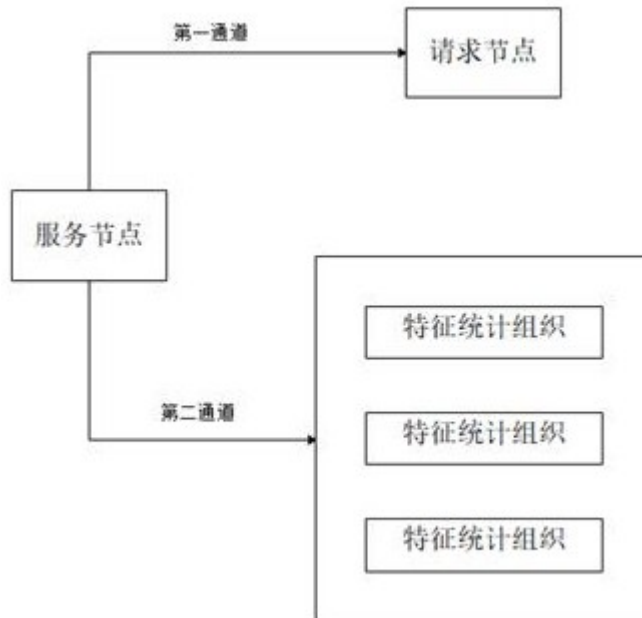 第一通道
请求节点
服务节点
特征统计组织
第二通道
特征统计组织
特征统计组织